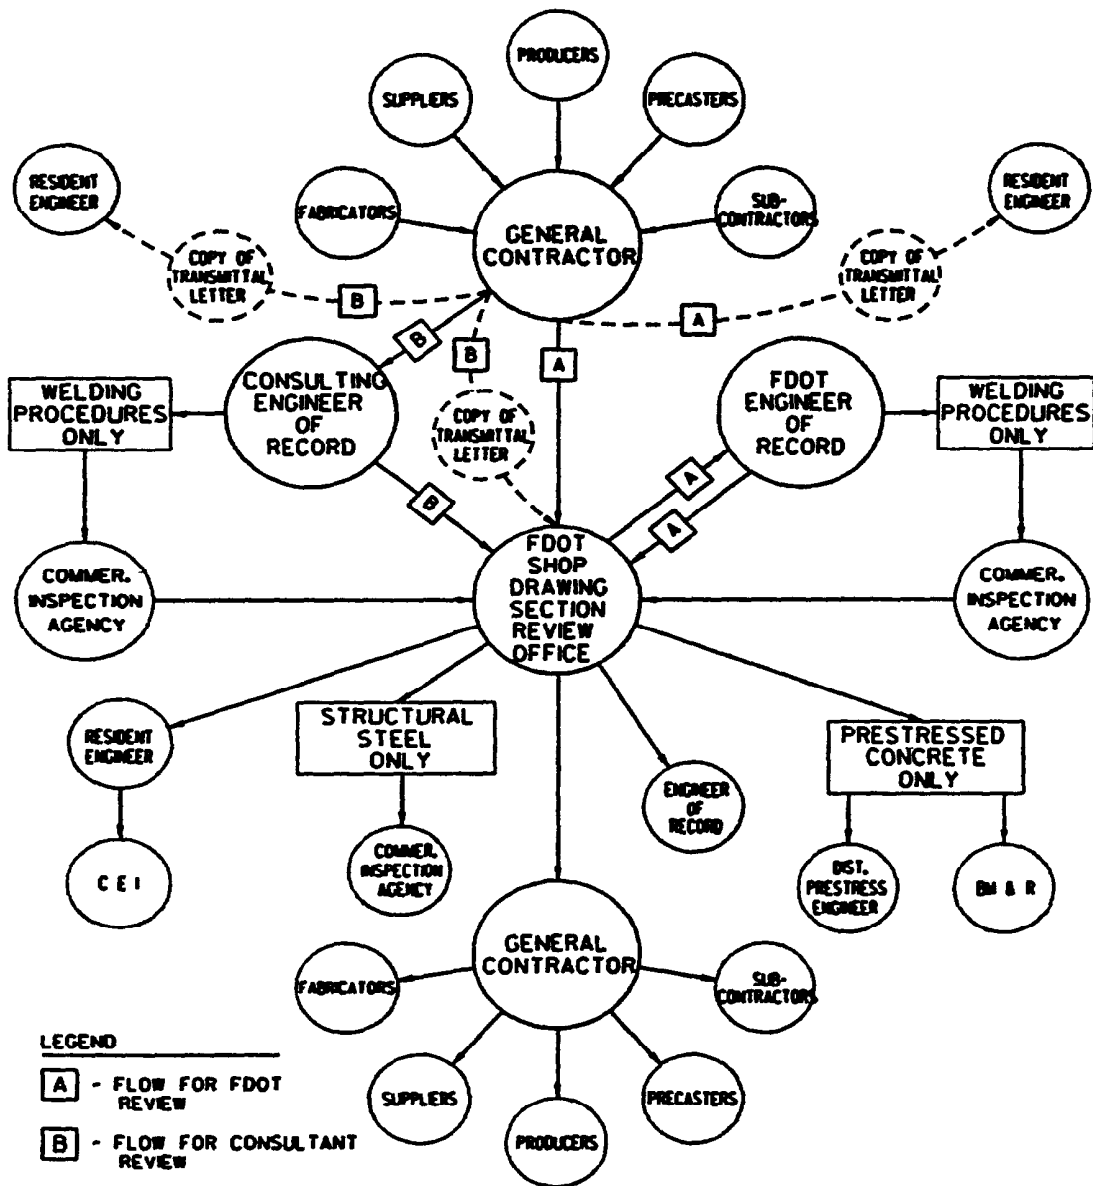 PRODUCERS
SUPPLIERS
PRECASTERS
RESIDENT
ENGINEER
RESIDENT
ENGINEER
FABRICATORS
SUB-
CONTRACTORS
GENERAL
CONTRACTOR
COPY OF
TRANSMITTAL
LETTER
COPY OF
TRANSMITTAL
LETTER
B
A
B
B
A
CONSULTING
ENGINEER
OF
RECORD
FDOT
ENGINEER
OF
RECORD
WELDING
PROCEDURES
ONLY
WELDING
PROCEDURES
ONLY
COPY OF
TRANSMITTAL
LETTER
A
B
A
FDOT
SHOP
DRAWING
SECTION
REVIEW
OFFICE
COMMER.
INSPECTION
AGENCY
COMMER.
INSPECTION
AGENCY
RESIDENT
ENGINEER
STRUCTURAL
STEEL
ONLY
PRESTRESSED
CONCRETE
ONLY
ENGINEER
OF
RECORD
C E I
COMMER.
INSPECTION
AGENCY
DIST.
PRESTRESS
ENGINEER
BM & R
GENERAL
CONTRACTOR
FABRICATORS
SUB-
CONTRACTORS
SUPPLIERS
PRECASTERS
PRODUCERS
LEGEND
A - FLOW FOR FDOT
REVIEW
B - FLOW FOR CONSULTANT
REVIEW